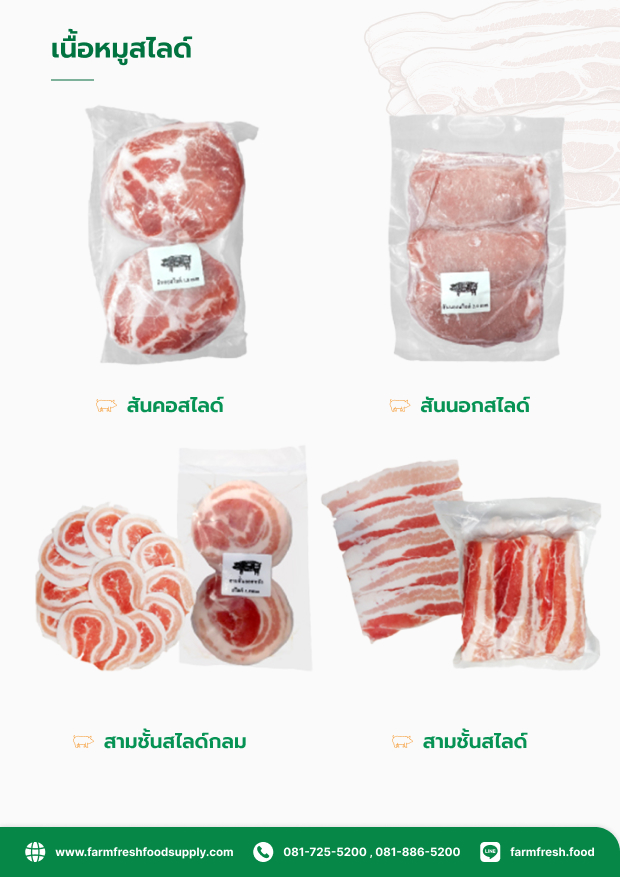 เนื้อหมูสไลด์
สันคอสไลด์
สันนอกสไลด์
สามชั้นสไลด์กลม
สามชั้นสไลด์
www.farmfreshfoodsupply.com
081-725-5200 , 081-886-5200
LINE
farmfresh.food